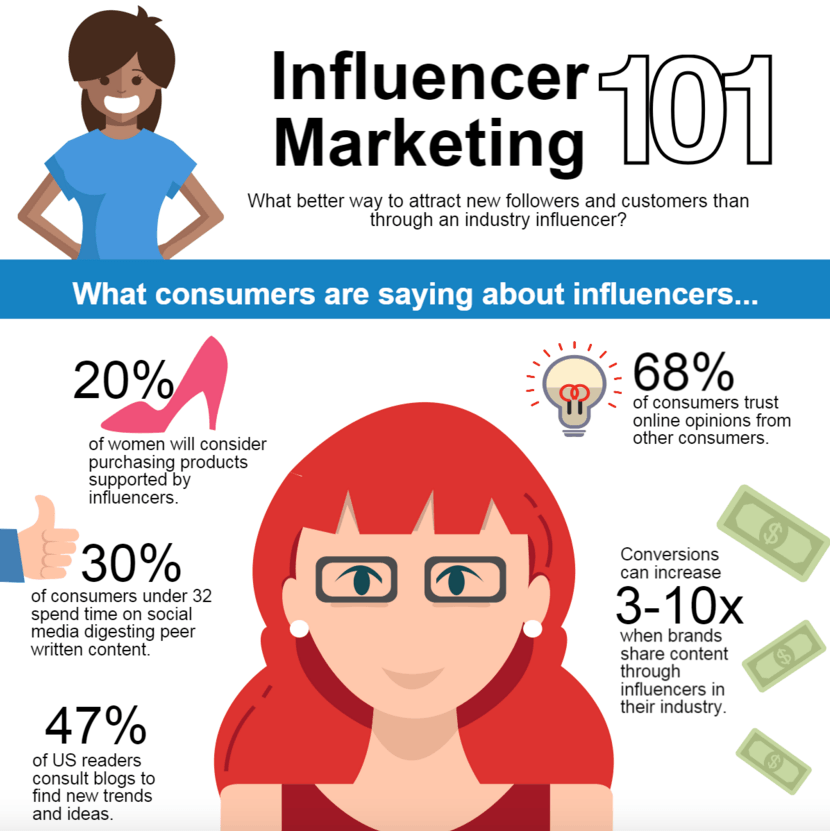 Influencer
Marketing
101
What better way to attract new followers and customers than
through an industry influencer?
What consumers are saying about influencers...
20%
of women will consider
purchasing products
supported by
influencers.
68%
of consumers trust
online opinions from
other consumers.
30%
of consumers under 32
spend time on social
media digesting peer
written content.
Conversions
can increase
3-10x
when brands
share content
through
influencers in
their industry.
47%
of US readers
consult blogs to
find new trends
and ideas.
$
$
$